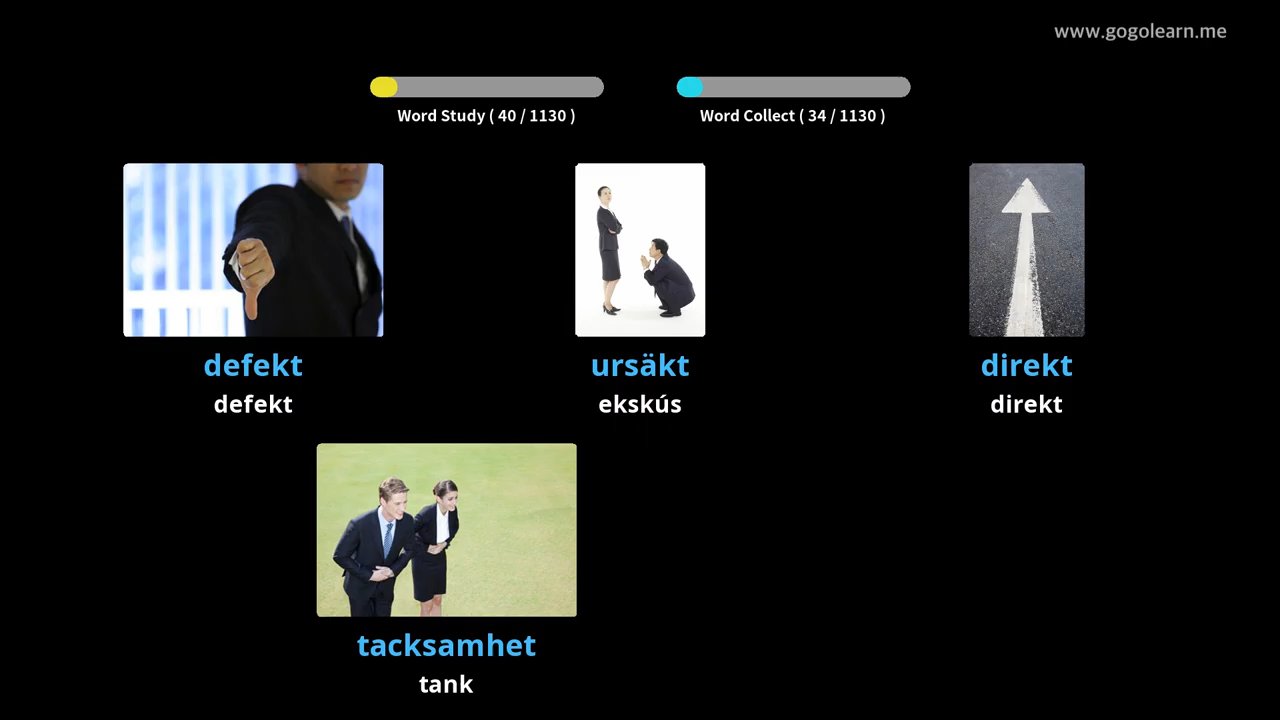 www.gogolearn.me
Word Study ( 40 / 1130 )
Word Collect ( 34 / 1130 )
defekt
defekt
ursäkt
ekskús
direkt
direkt
tacksamhet
tank